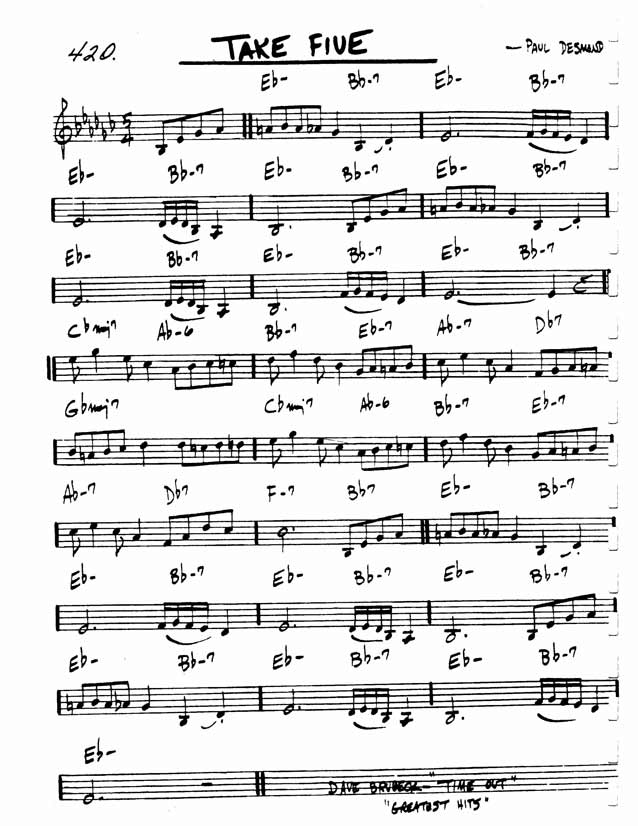 420. TAKE FIVE — PAUL DESMOND
Eb- Bb-7 Eb- Bb-7
5
4
Eb- Bb-7 Eb- Bb-7 Eb- Bb-7
Eb- Bb-7 Eb- Bb-7 Eb- Bb-7
Cbmaj7 Ab-6 Bb-7 Eb-7 Ab-7 Db7
Gbmaj7 Cbmaj7 Ab-6 Bb-7 Eb-7
Ab-7 Db7 F-7 Bb7 Eb- Bb-7
Eb- Bb-7 Eb- Bb-7 Eb- Bb-7
Eb- Bb-7 Eb- Bb-7 Eb- Bb-7
Eb-
DAVE BRUBECK - "TIME OUT"
"GREATEST HITS"